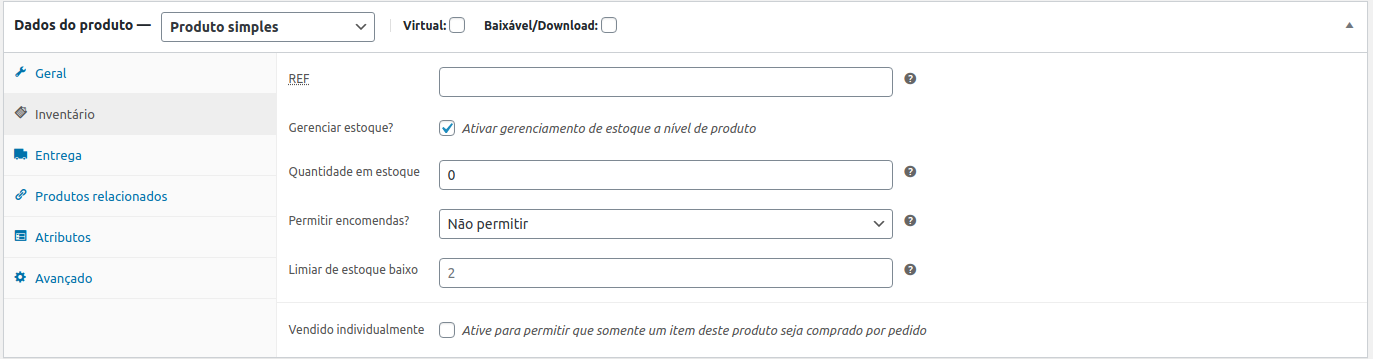 Dados do produto — Produto simples Virtual: Baixável/Download:
Geral
Inventário
Entrega
Produtos relacionados
Atributos
Avançado
REF
Gerenciar estoque? Ativar gerenciamento de estoque a nível de produto
Quantidade em estoque 0
Permitir encomendas? Não permitir
Limiar de estoque baixo 2
Vendido individualmente Ative para permitir que somente um item deste produto seja comprado por pedido